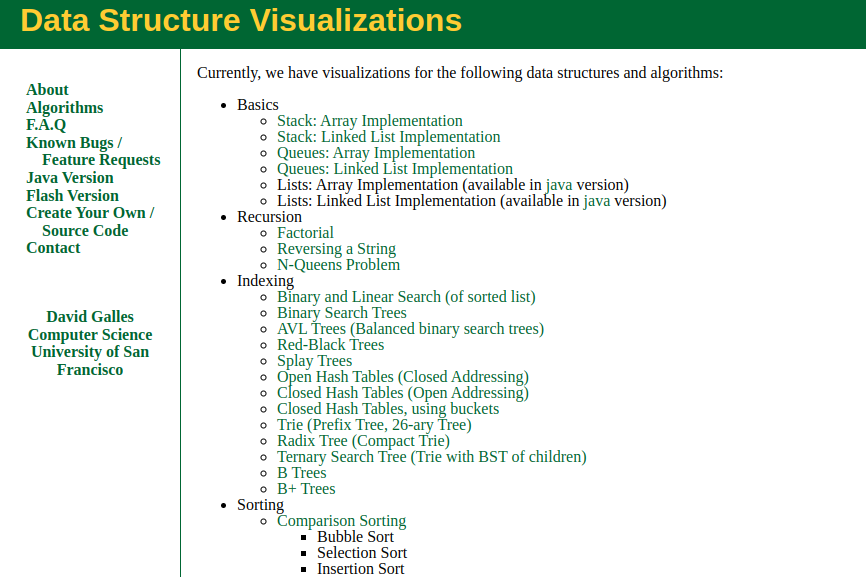 Data Structure Visualizations
About
Algorithms
F.A.Q
Known Bugs /
Feature Requests
Java Version
Flash Version
Create Your Own /
Source Code
Contact
David Galles
Computer Science
University of San
Francisco
Currently, we have visualizations for the following data structures and algorithms:
Basics
Stack: Array Implementation
Stack: Linked List Implementation
Queues: Array Implementation
Queues: Linked List Implementation
Lists: Array Implementation (available in java version)
Lists: Linked List Implementation (available in java version)
Recursion
Factorial
Reversing a String
N-Queens Problem
Indexing
Binary and Linear Search (of sorted list)
Binary Search Trees
AVL Trees (Balanced binary search trees)
Red-Black Trees
Splay Trees
Open Hash Tables (Closed Addressing)
Closed Hash Tables (Open Addressing)
Closed Hash Tables, using buckets
Trie (Prefix Tree, 26-ary Tree)
Radix Tree (Compact Trie)
Ternary Search Tree (Trie with BST of children)
B Trees
B+ Trees
Sorting
Comparison Sorting
Bubble Sort
Selection Sort
Insertion Sort